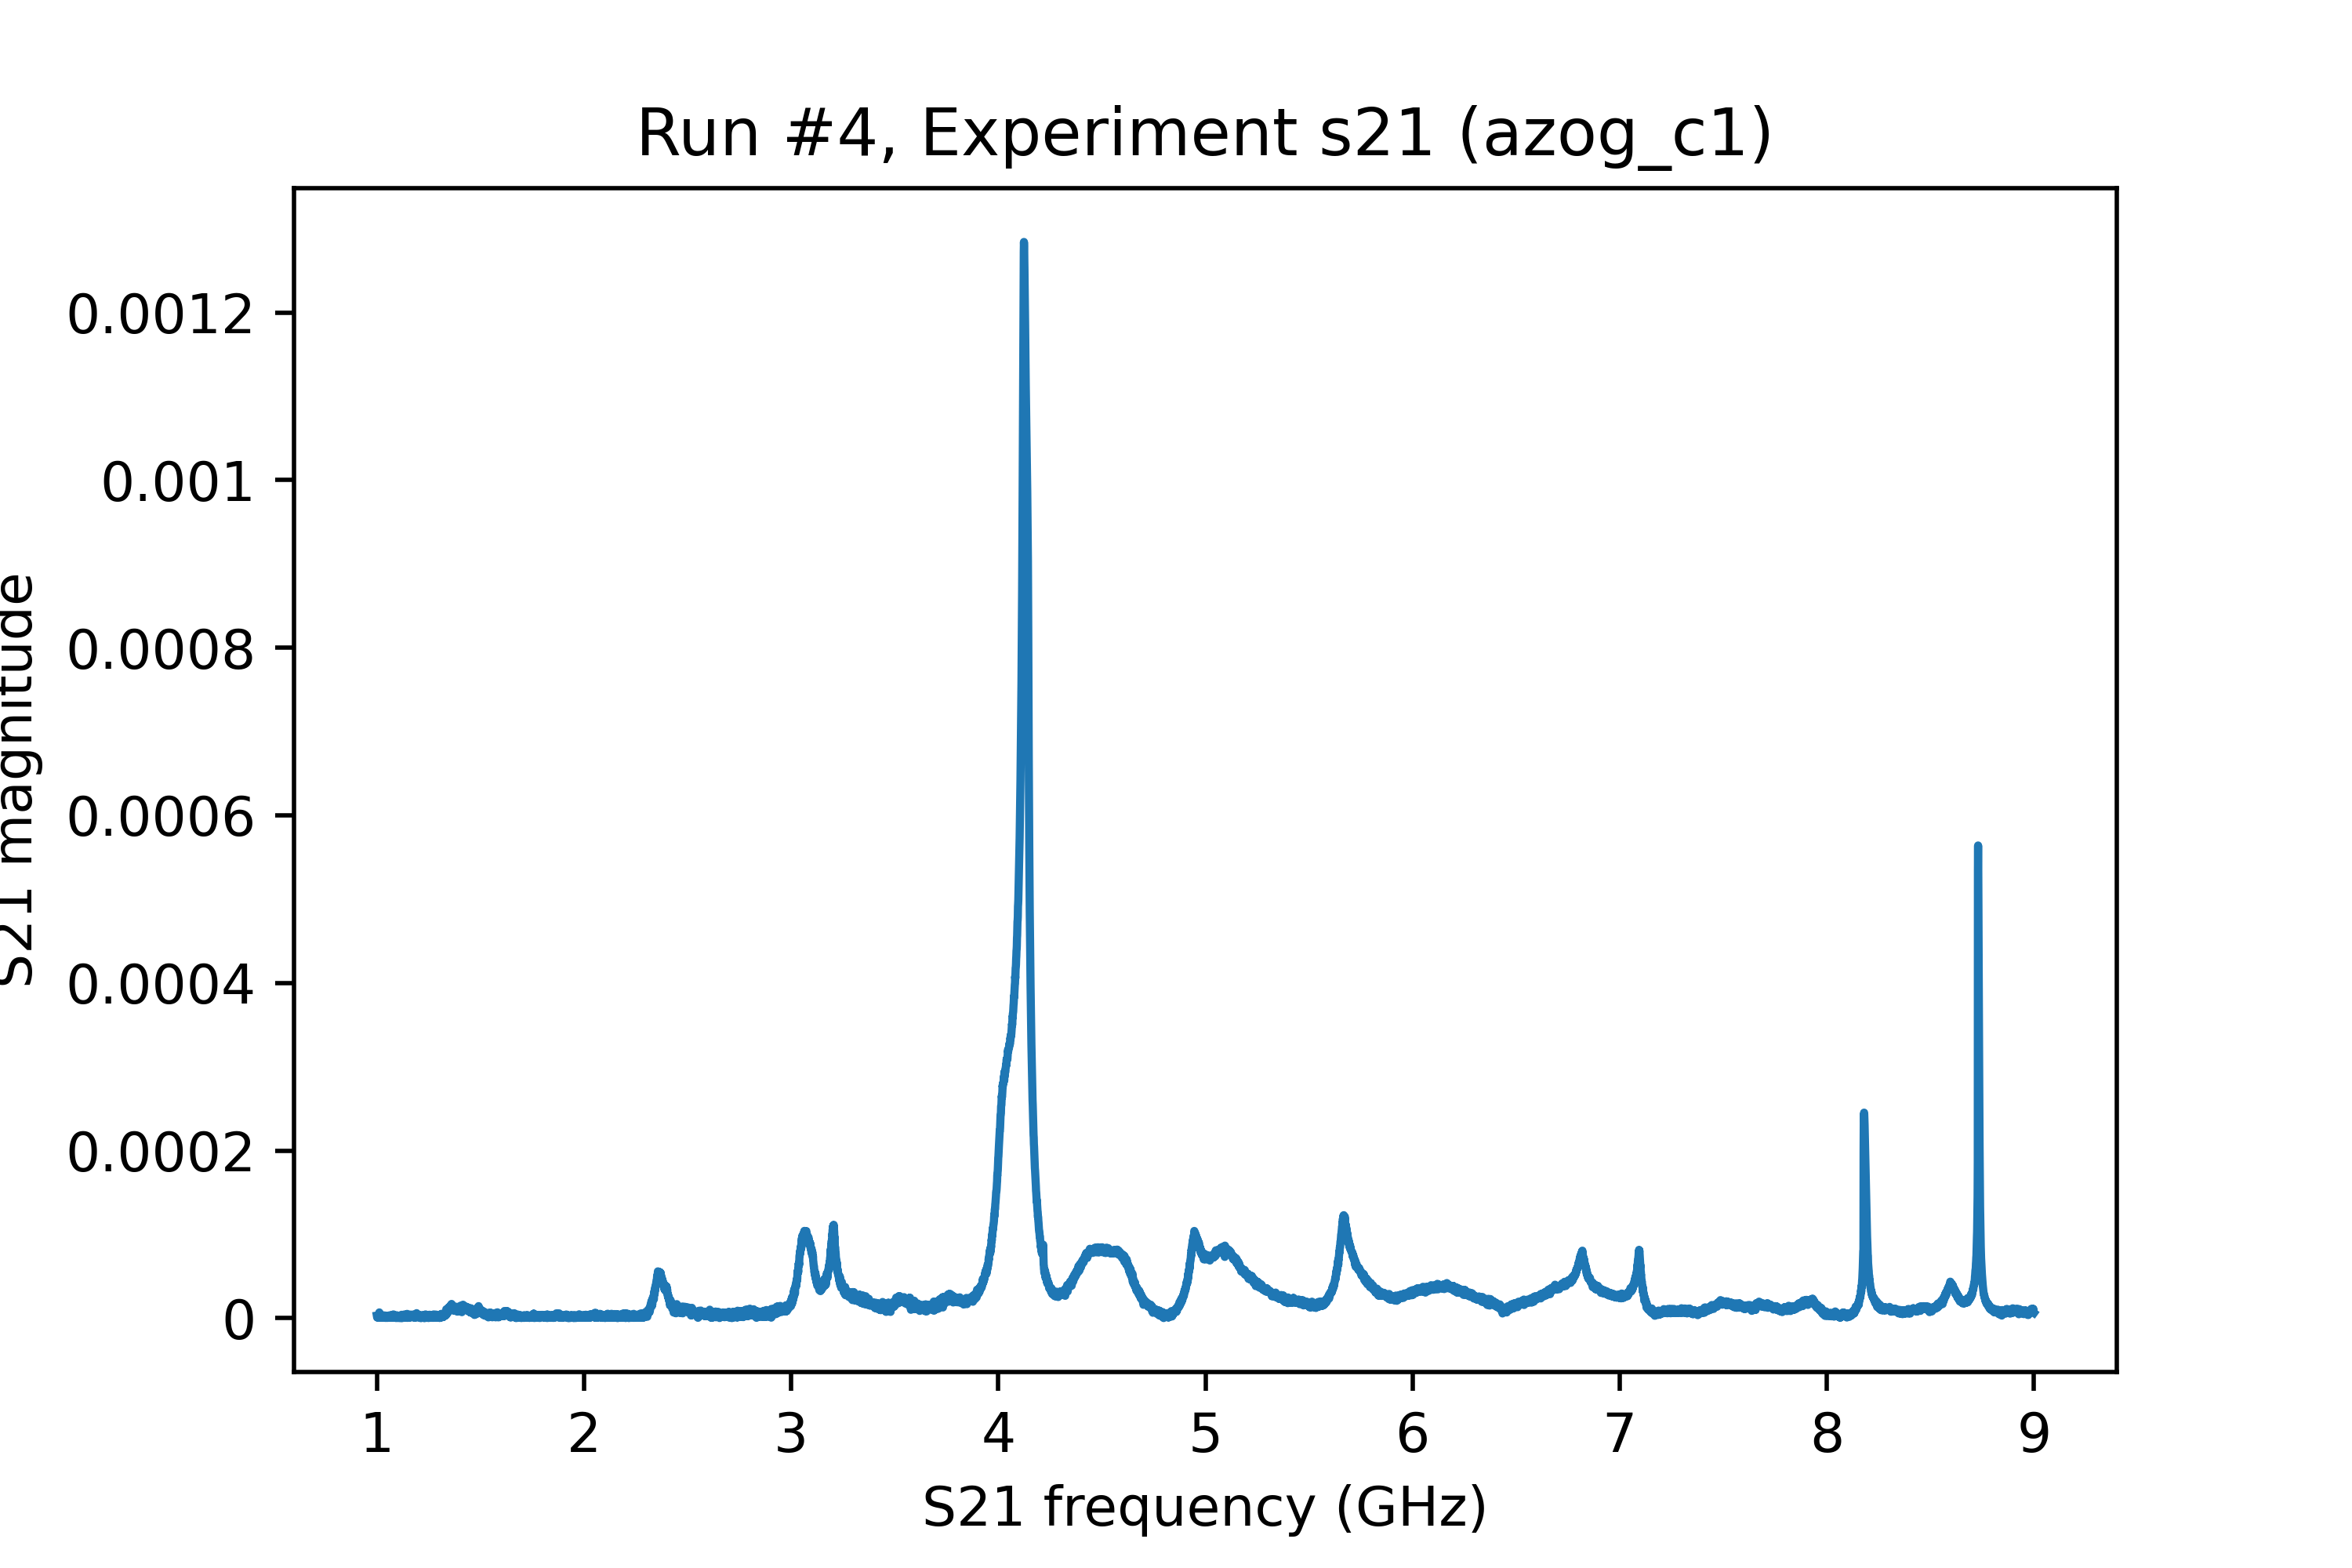 Run #4, Experiment s21 (azog_c1)
0.0012
0.001
0.0008
0.0006
0.0004
0.0002
0
S21 magnitude
1 2 3 4 5 6 7 8 9
S21 frequency (GHz)